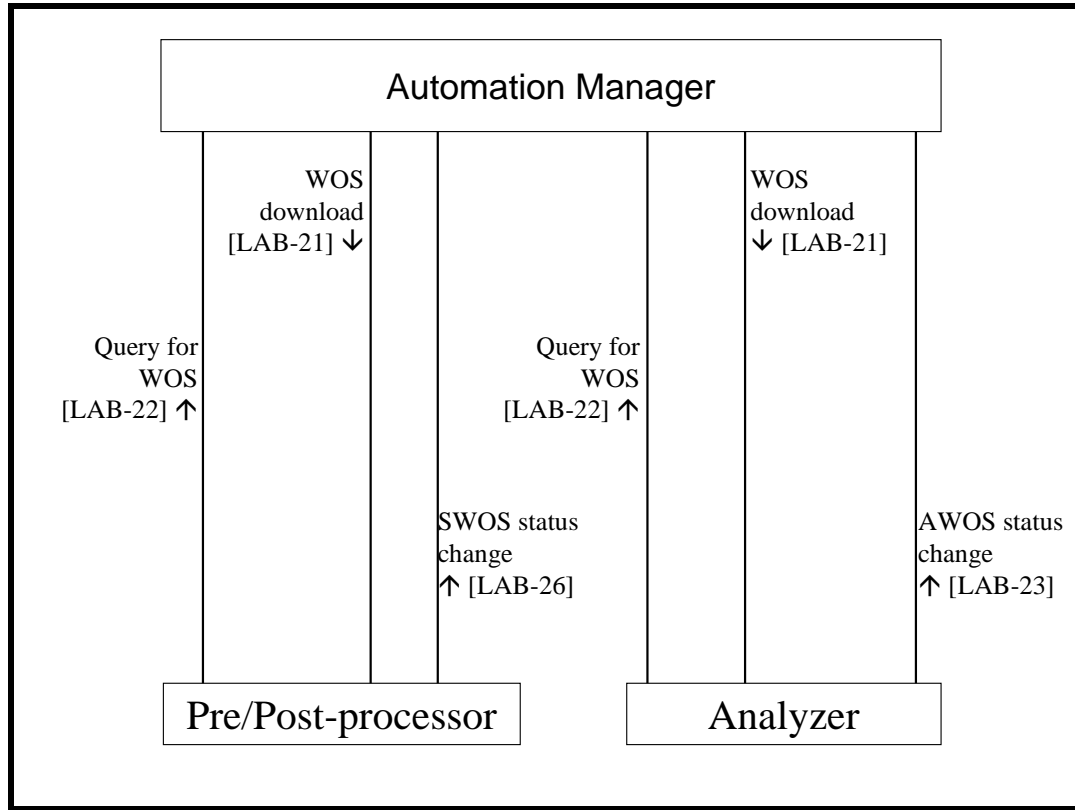 Automation Manager
WOS
download
[LAB-21] ↓
WOS
download
↓ [LAB-21]
Query for
WOS
[LAB-22] ↑
Query for
WOS
[LAB-22] ↑
SWOS status
change
↑ [LAB-26]
AWOS status
change
↑ [LAB-23]
Pre/Post-processor
Analyzer